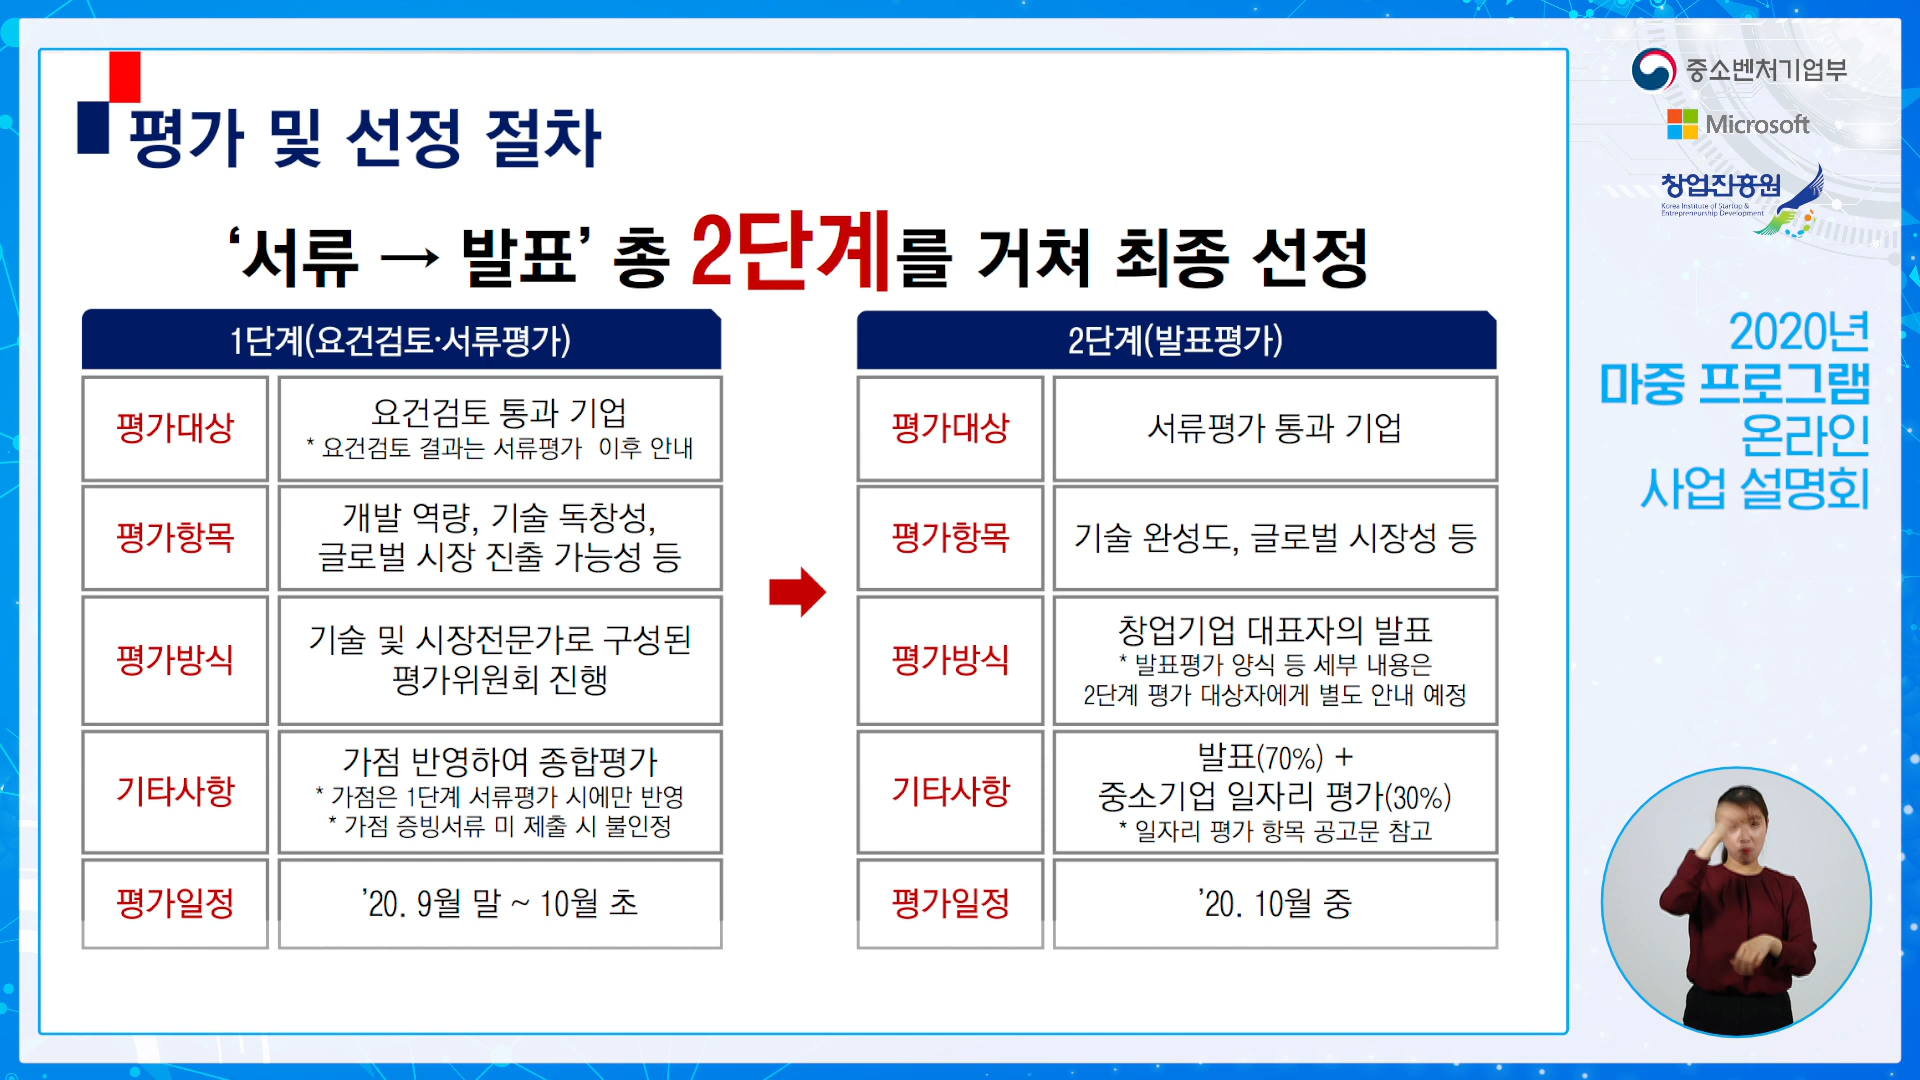 평가 및 선정 절차
‘서류 → 발표’ 총 2단계를 거쳐 최종 선정
1단계(요건검토·서류평가)
평가대상
요건검토 통과 기업
* 요건검토 결과는 서류평가 이후 안내
평가항목
개발 역량, 기술 독창성,
글로벌 시장 진출 가능성 등
평가방식
기술 및 시장전문가로 구성된
평가위원회 진행
기타사항
가점 반영하여 종합평가
* 가점은 1단계 서류평가 시에만 반영
* 가점 증빙서류 미 제출 시 불인정
평가일정
’20. 9월 말 ~ 10월 초
2단계(발표평가)
평가대상
서류평가 통과 기업
평가항목
기술 완성도, 글로벌 시장성 등
평가방식
창업기업 대표자의 발표
* 발표평가 양식 등 세부 내용은
2단계 평가 대상자에게 별도 안내 예정
기타사항
발표(70%) +
중소기업 일자리 평가(30%)
* 일자리 평가 항목 공고문 참고
평가일정
’20. 10월 중
중소벤처기업부
Microsoft
창업진흥원
Korea Institute of Startup &
Entrepreneurship Development
2020년
마중 프로그램
온라인
사업 설명회